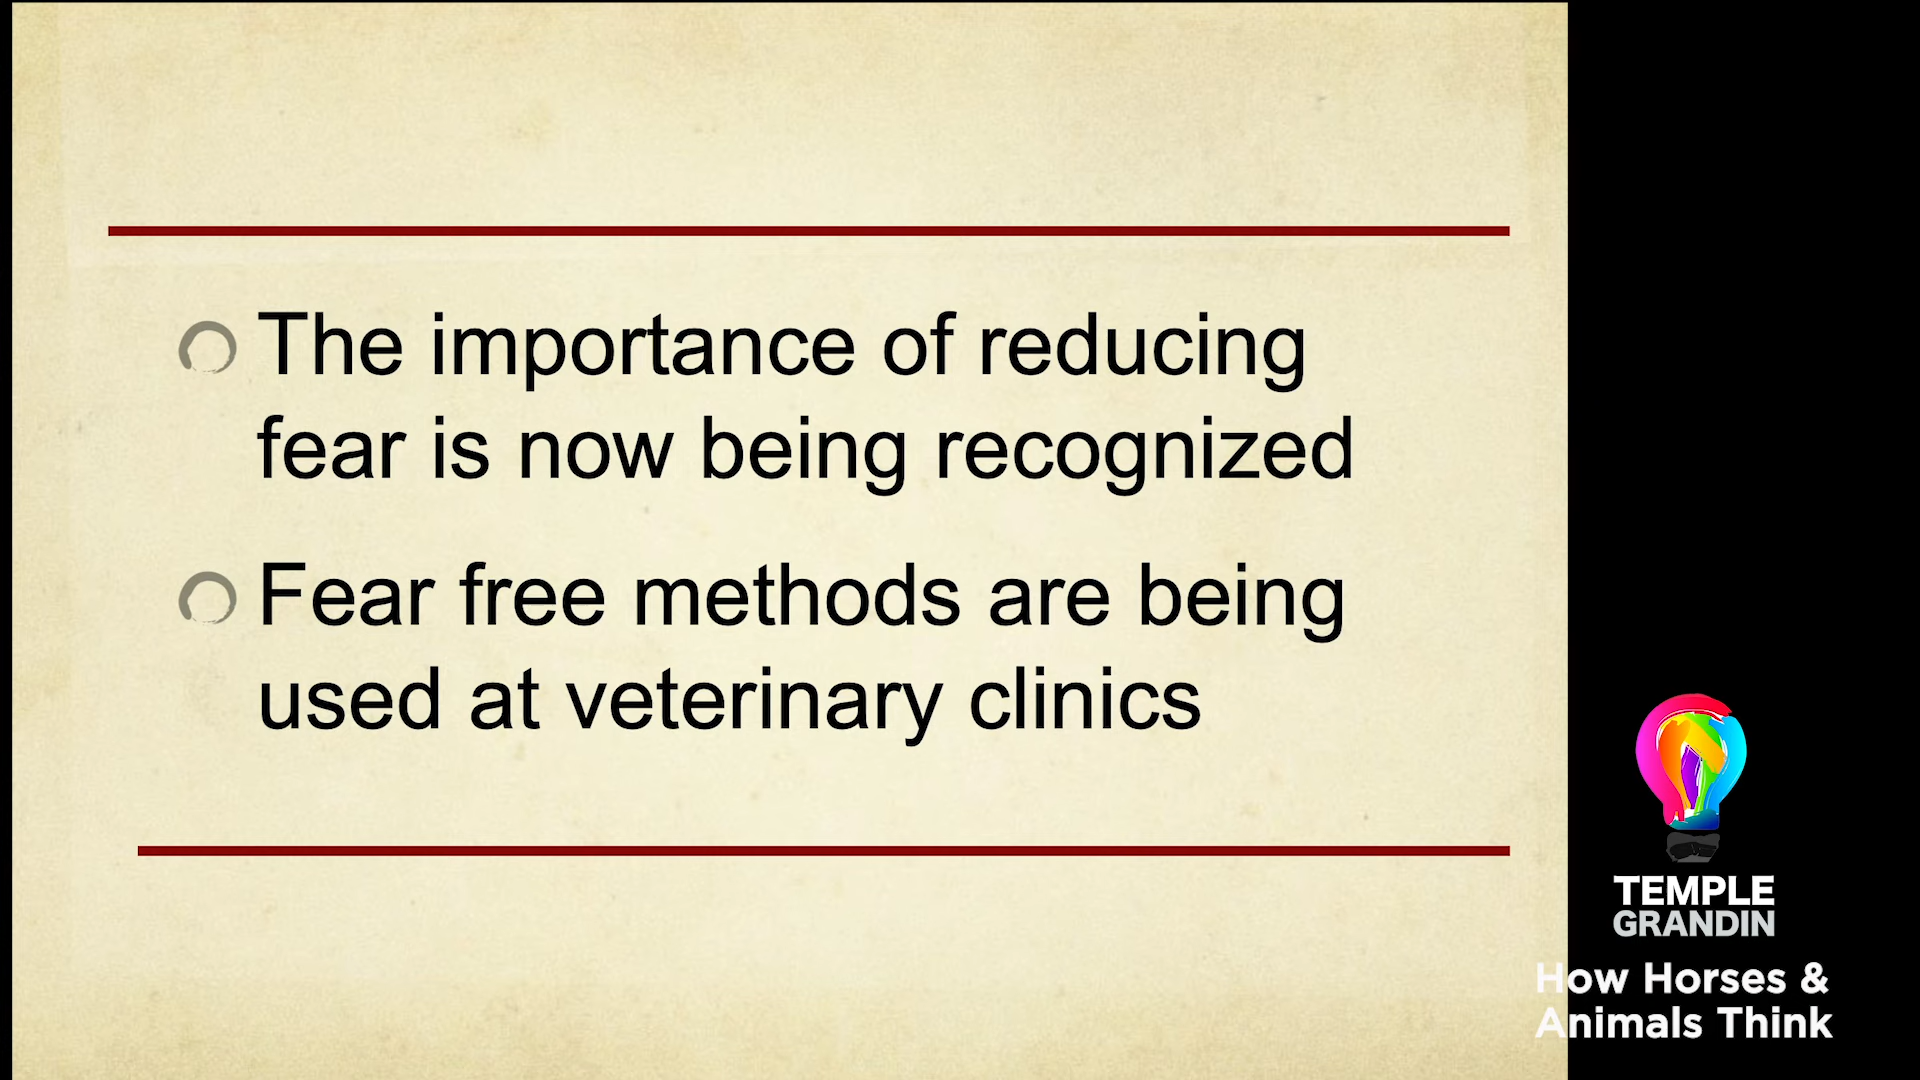 The importance of reducing
fear is now being recognized
Fear free methods are being
used at veterinary clinics
TEMPLE
GRANDIN
How Horses &
Animals Think